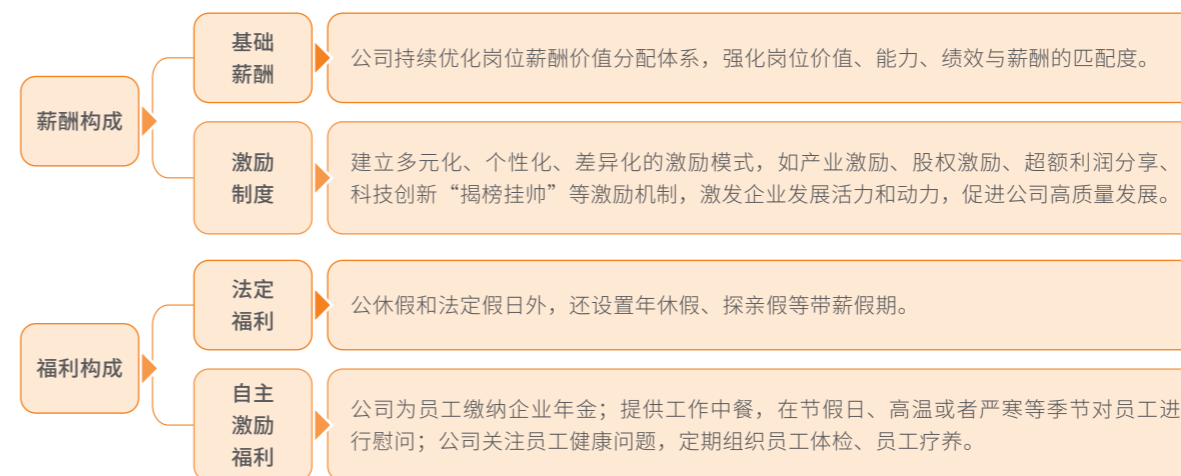 薪酬构成
基础
薪酬
公司持续优化岗位薪酬价值分配体系，强化岗位价值、能力、绩效与薪酬的匹配度。
激励
制度
建立多元化、个性化、差异化的激励模式，如产业激励、股权激励、超额利润分享、
科技创新“揭榜挂帅”等激励机制，激发企业发展活力和动力，促进公司高质量发展。
福利构成
法定
福利
公休假和法定假日外，还设置年休假、探亲假等带薪假期。
自主
激励
福利
公司为员工缴纳企业年金；提供工作中餐，在节假日、高温或者严寒等季节对员工进
行慰问；公司关注员工健康问题，定期组织员工体检、员工疗养。